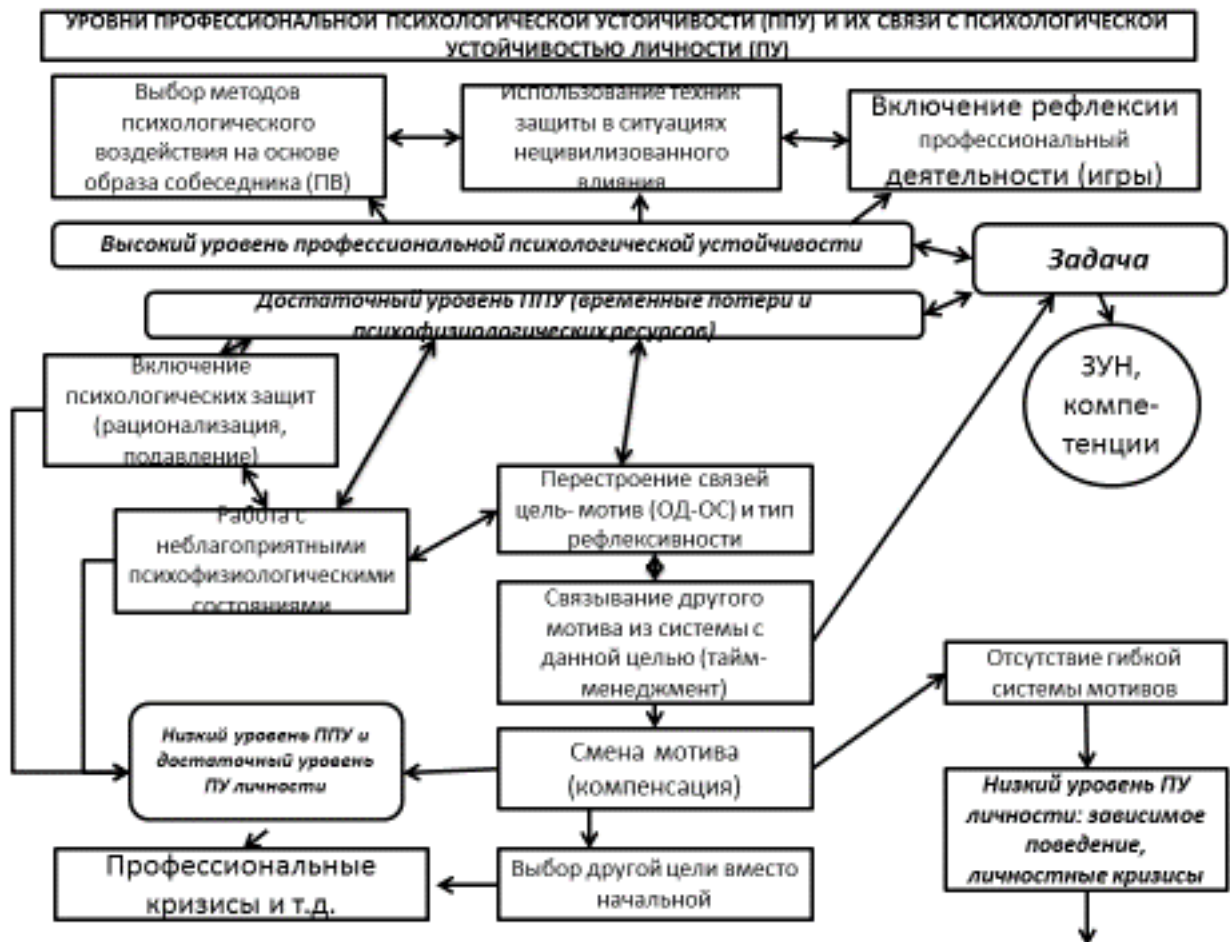 УРОВНИ ПРОФЕССИОНАЛЬНОЙ ПСИХОЛОГИЧЕСКОЙ УСТОЙЧИВОСТИ (ППУ) И ИХ СВЯЗИ С ПСИХОЛОГИЧЕСКОЙ
УСТОЙЧИВОСТЬЮ ЛИЧНОСТИ (ПУ)
Выбор методов
психологического
воздействия на основе
образа собеседника (ПВ)
Использование техник
защиты в ситуациях
нецивилизованного
влияния
Включение рефлексии
профессиональный
деятельности (игры)
Высокий уровень профессиональной психологической устойчивости
Задача
Достаточный уровень ППУ (временные потери и
психофизиологических ресурсов)
Включение
психологических защит
(рационализация,
подавление)
ЗУН,
компе-
тенции
Перестроение связей
цель- мотив (ОД-ОС) и тип
рефлексивности
Работа с
неблагоприятными
психофизиологическими
состояниями
Связывание другого
мотива из системы с
данной целью (тайм-
менеджмент)
Отсутствие гибкой
системы мотивов
Низкий уровень ППУ и
достаточный уровень
ПУ личности
Смена мотива
(компенсация)
Низкий уровень ПУ
личности: зависимое
поведение,
личностные кризисы
Профессиональные
кризисы и т.д.
Выбор другой цели вместо
начальной